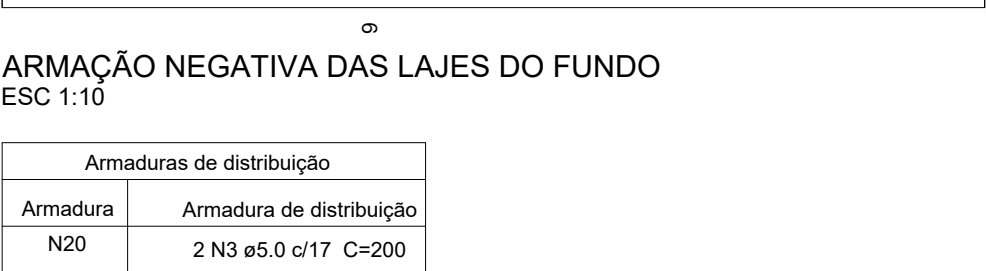 9
ARMAÇÃO NEGATIVA DAS LAJES DO FUNDO
ESC 1:10
Armaduras de distribuição
Armadura Armadura de distribuição
N20 2 N3 ø5.0 c/17 C=200